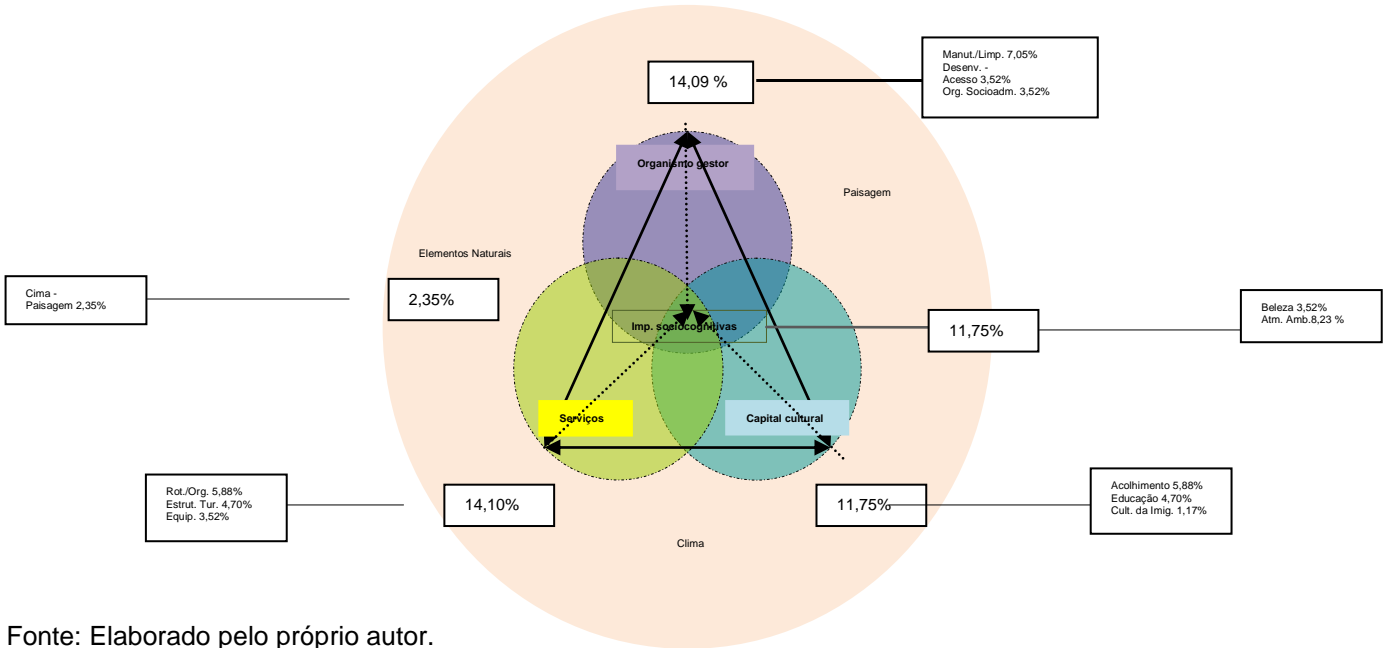 Manut./Limp. 7,05%
Desenv. -
Acesso 3,52%
Org. Socioadm. 3,52%
14,09 %
Organismo gestor
Paisagem
Elementos Naturais
Cima -
Paisagem 2,35%
2,35%
Imp. sociocognitivas
11,75%
Beleza 3,52%
Atm. Amb.8,23 %
Serviços
Capital cultural
Rot./Org. 5,88%
Estrut. Tur. 4,70%
Equip. 3,52%
14,10%
11,75%
Acolhimento 5,88%
Educação 4,70%
Cult. da Imig. 1,17%
Clima
Fonte: Elaborado pelo próprio autor.